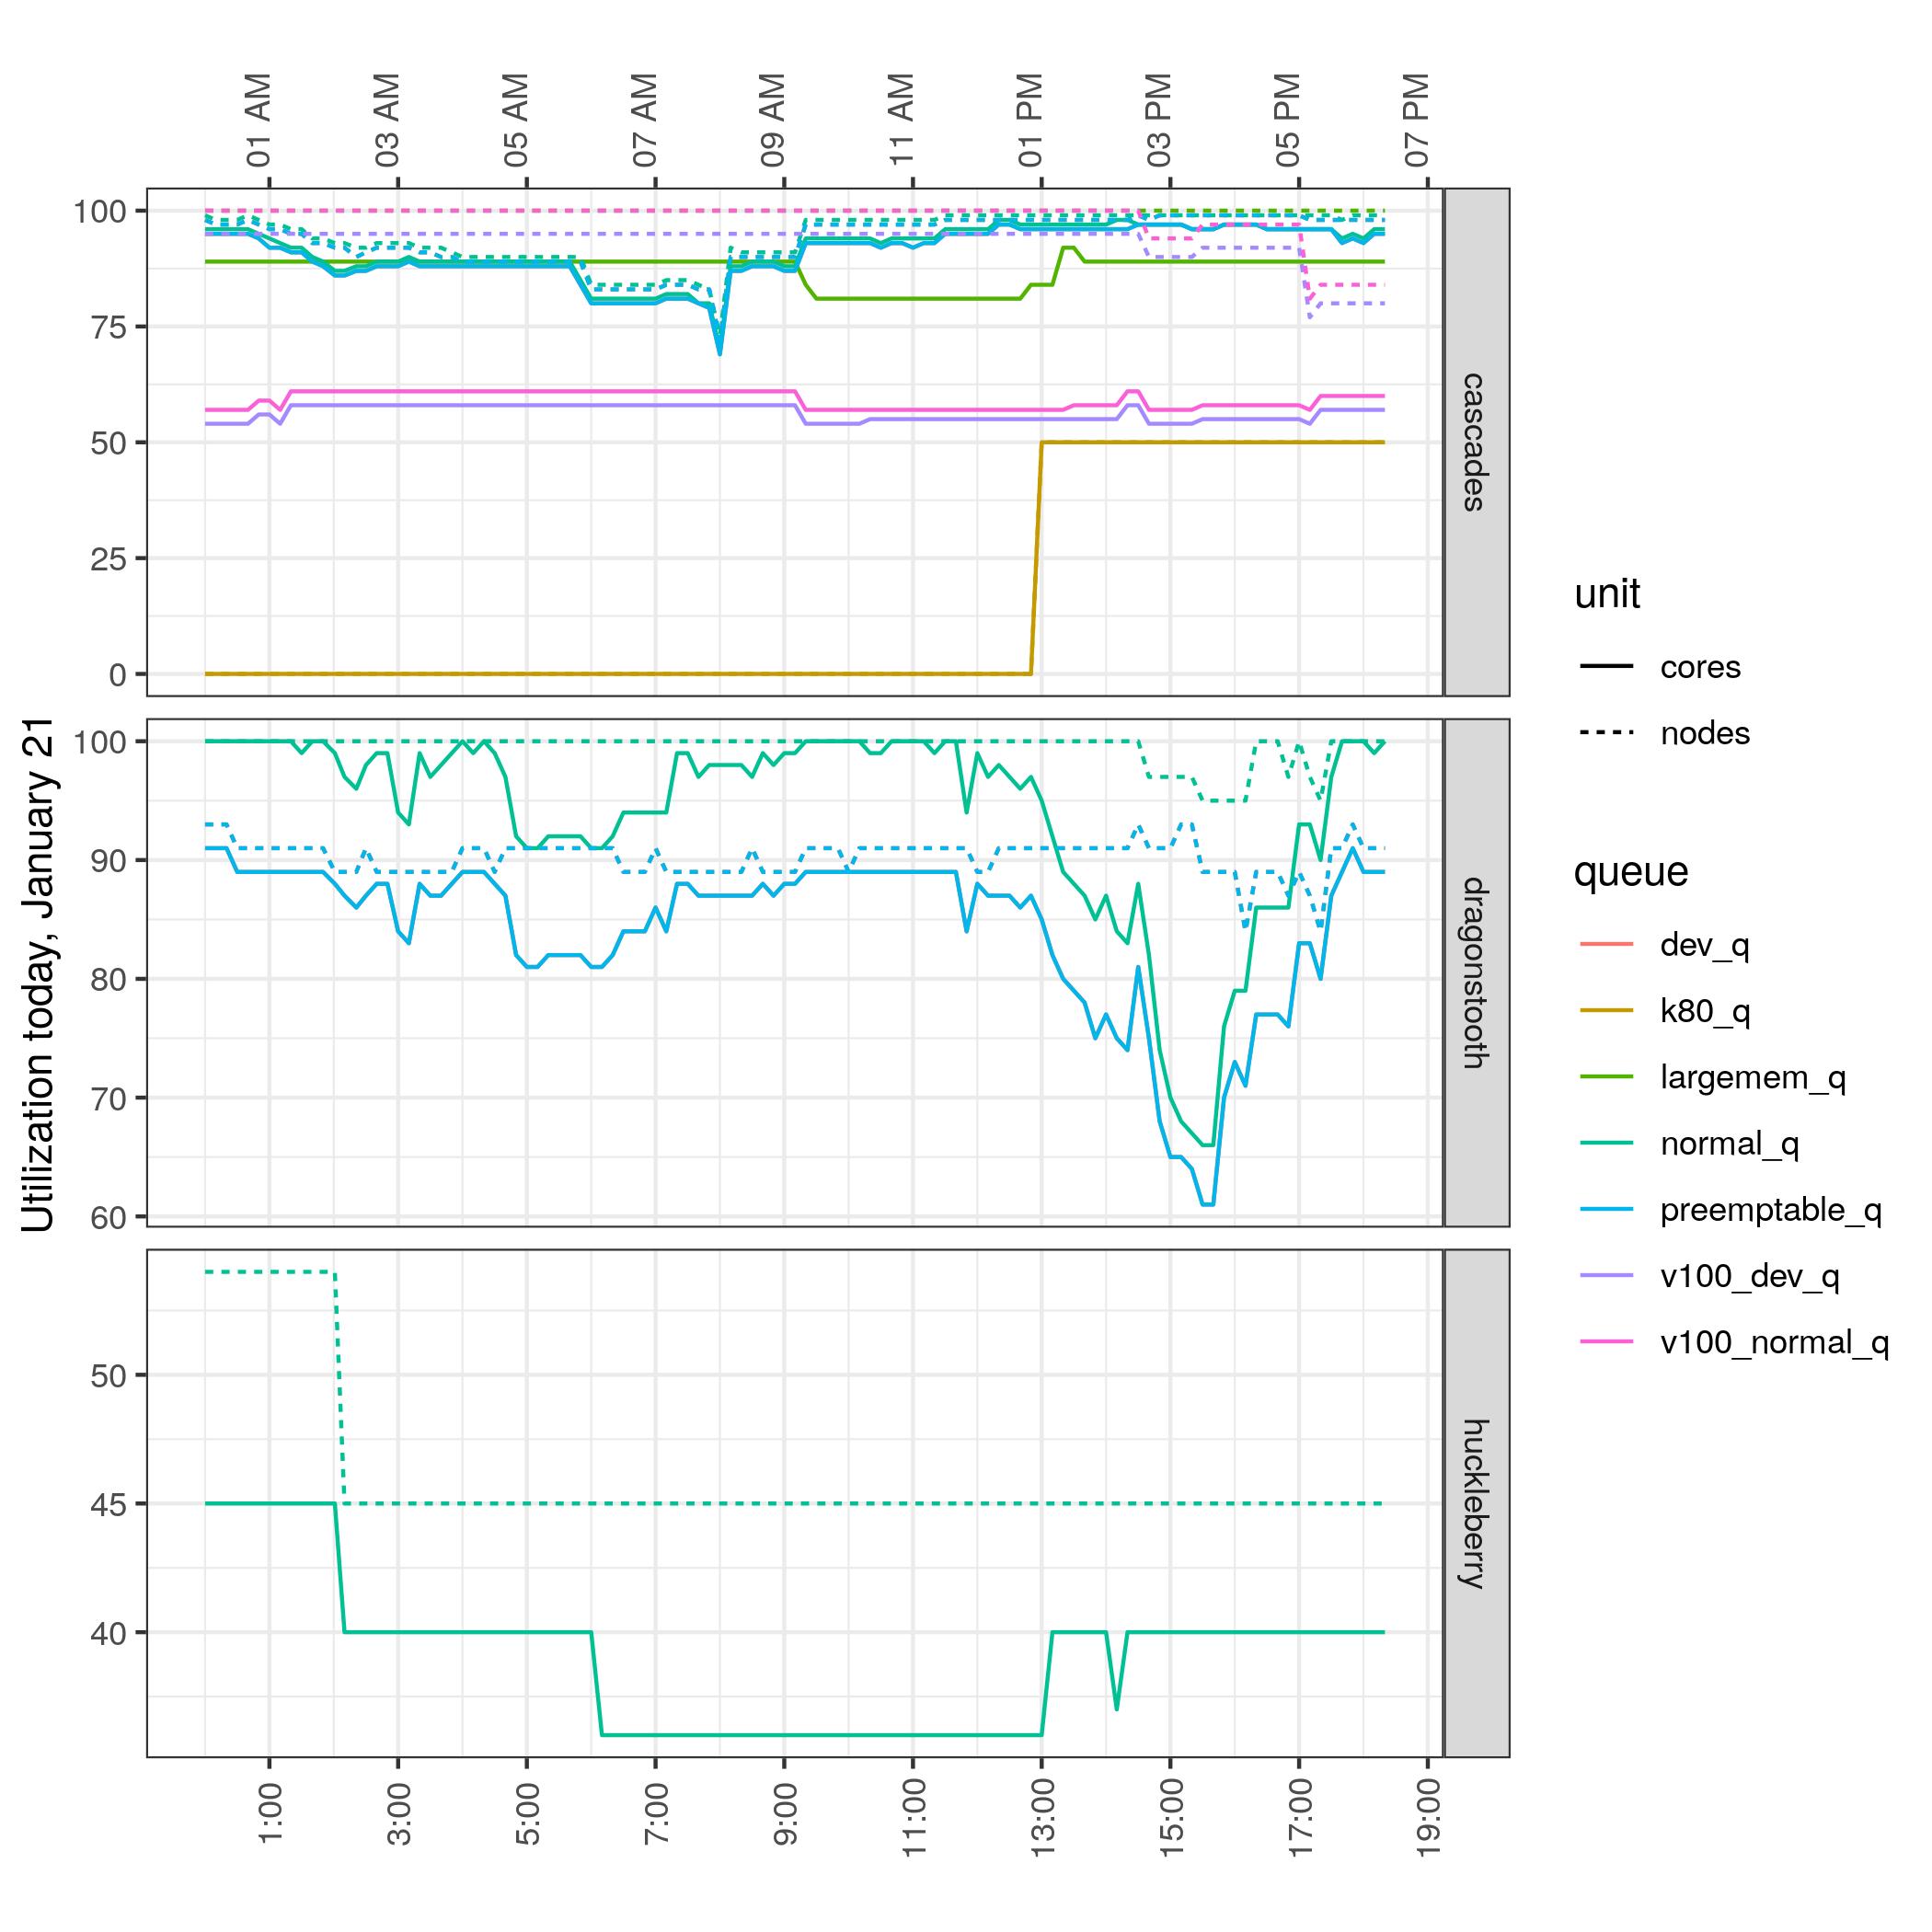 01 AM
03 AM
05 AM
07 AM
09 AM
11 AM
01 PM
03 PM
05 PM
07 PM
Utilization today, January 21
100
75
50
25
0
cascades
100
90
80
70
60
dragonstooth
50
45
40
huckleberry
1:00
3:00
5:00
7:00
9:00
11:00
13:00
15:00
17:00
19:00
unit
cores
nodes
queue
dev_q
k80_q
largemem_q
normal_q
preemptable_q
v100_dev_q
v100_normal_q